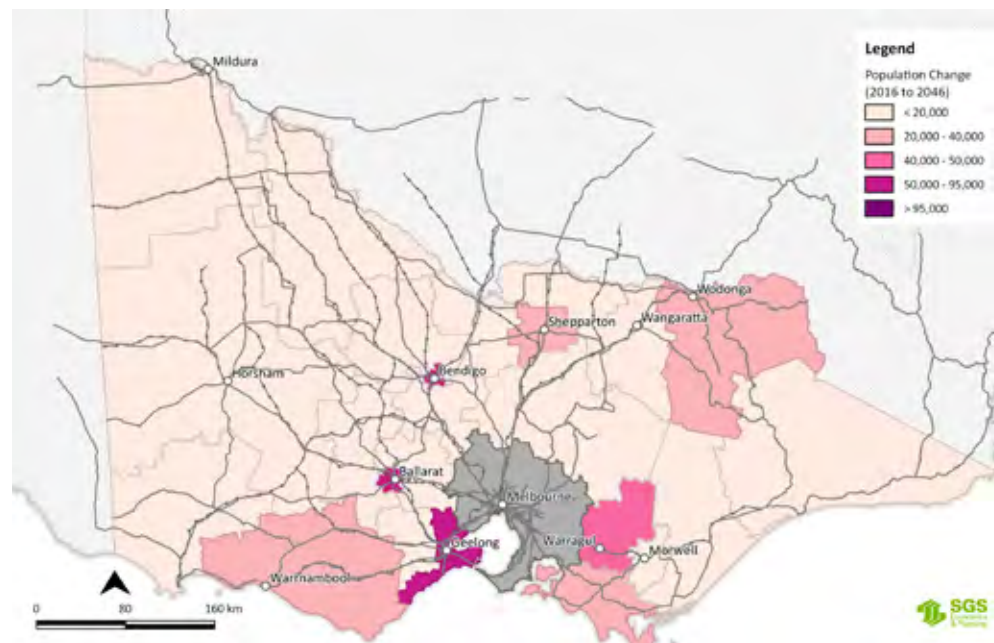 Mildura
Legend
Population Change
(2016 to 2046)
< 20,000
20,000 - 40,000
40,000 - 50,000
50,000 - 95,000
> 95,000
Wodonga
Shepparton
Wangaratta
Bendigo
Horsham
Ballarat
Melbourne
Geelong
Warragul
Morwell
Warrnambool
0 80 160 km
SGS